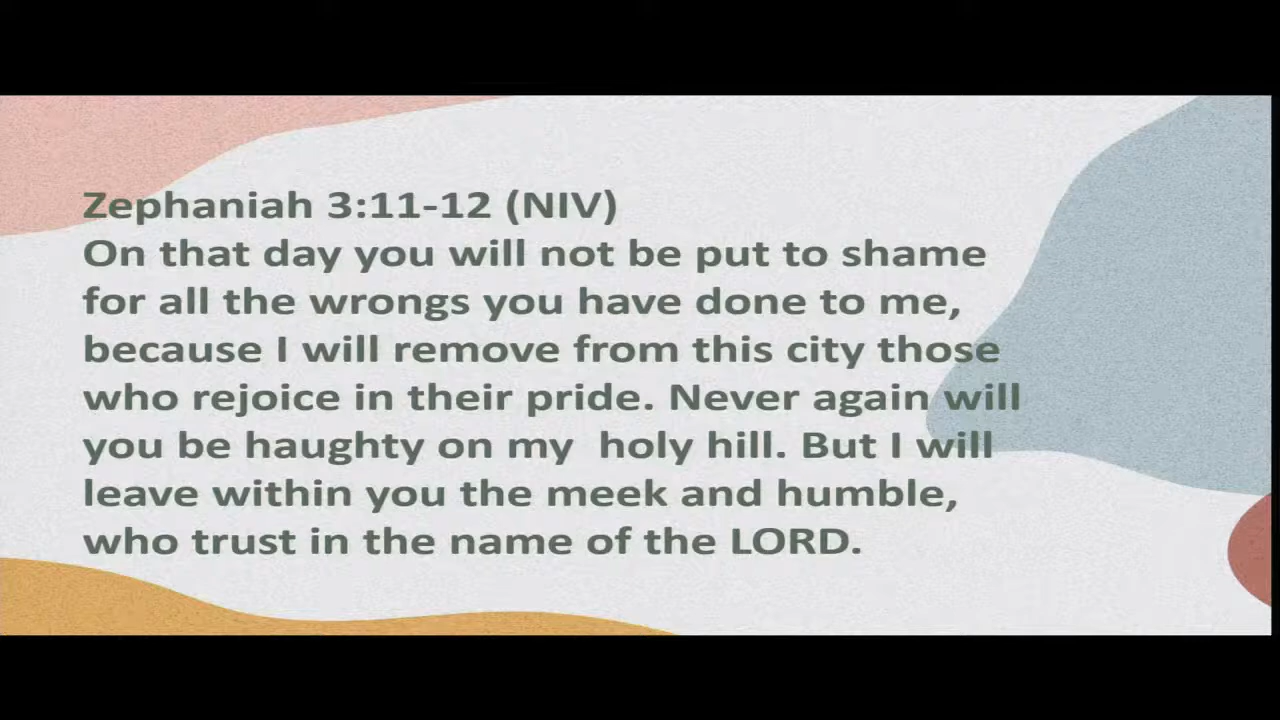 Zephaniah 3:11-12 (NIV)
On that day you will not be put to shame
for all the wrongs you have done to me,
because I will remove from this city those
who rejoice in their pride. Never again will
you be haughty on my  holy hill. But I will
leave within you the meek and humble,
who trust in the name of the LORD.